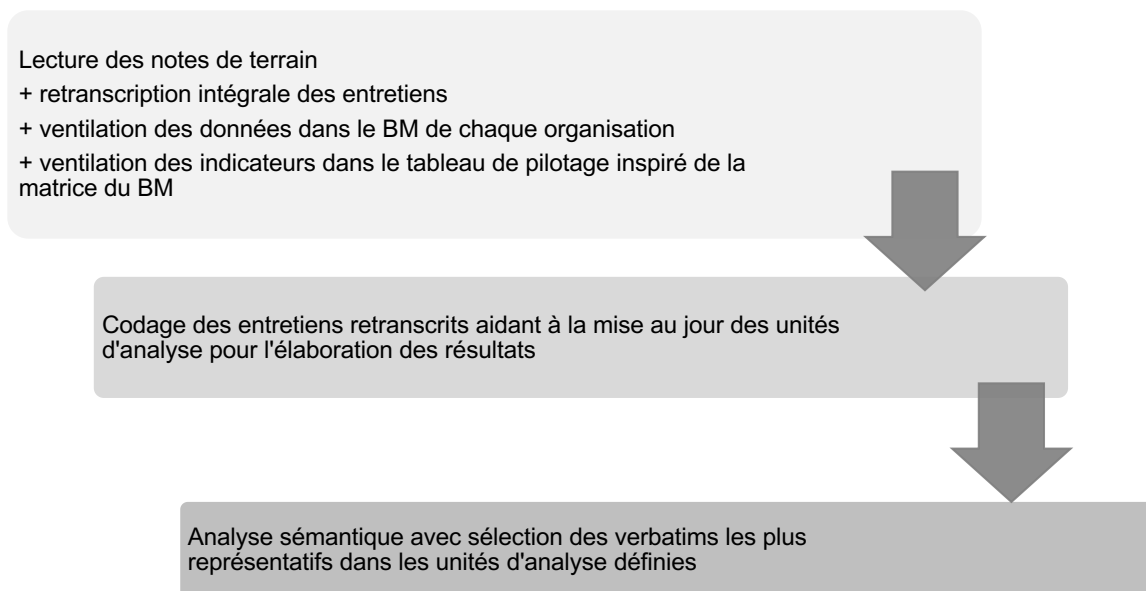 Lecture des notes de terrain
+ retranscription intégrale des entretiens
+ ventilation des données dans le BM de chaque organisation
+ ventilation des indicateurs dans le tableau de pilotage inspiré de la
matrice du BM
Codage des entretiens retranscrits aidant à la mise au jour des unités
d'analyse pour l'élaboration des résultats
Analyse sémantique avec sélection des verbatims les plus
représentatifs dans les unités d'analyse définies